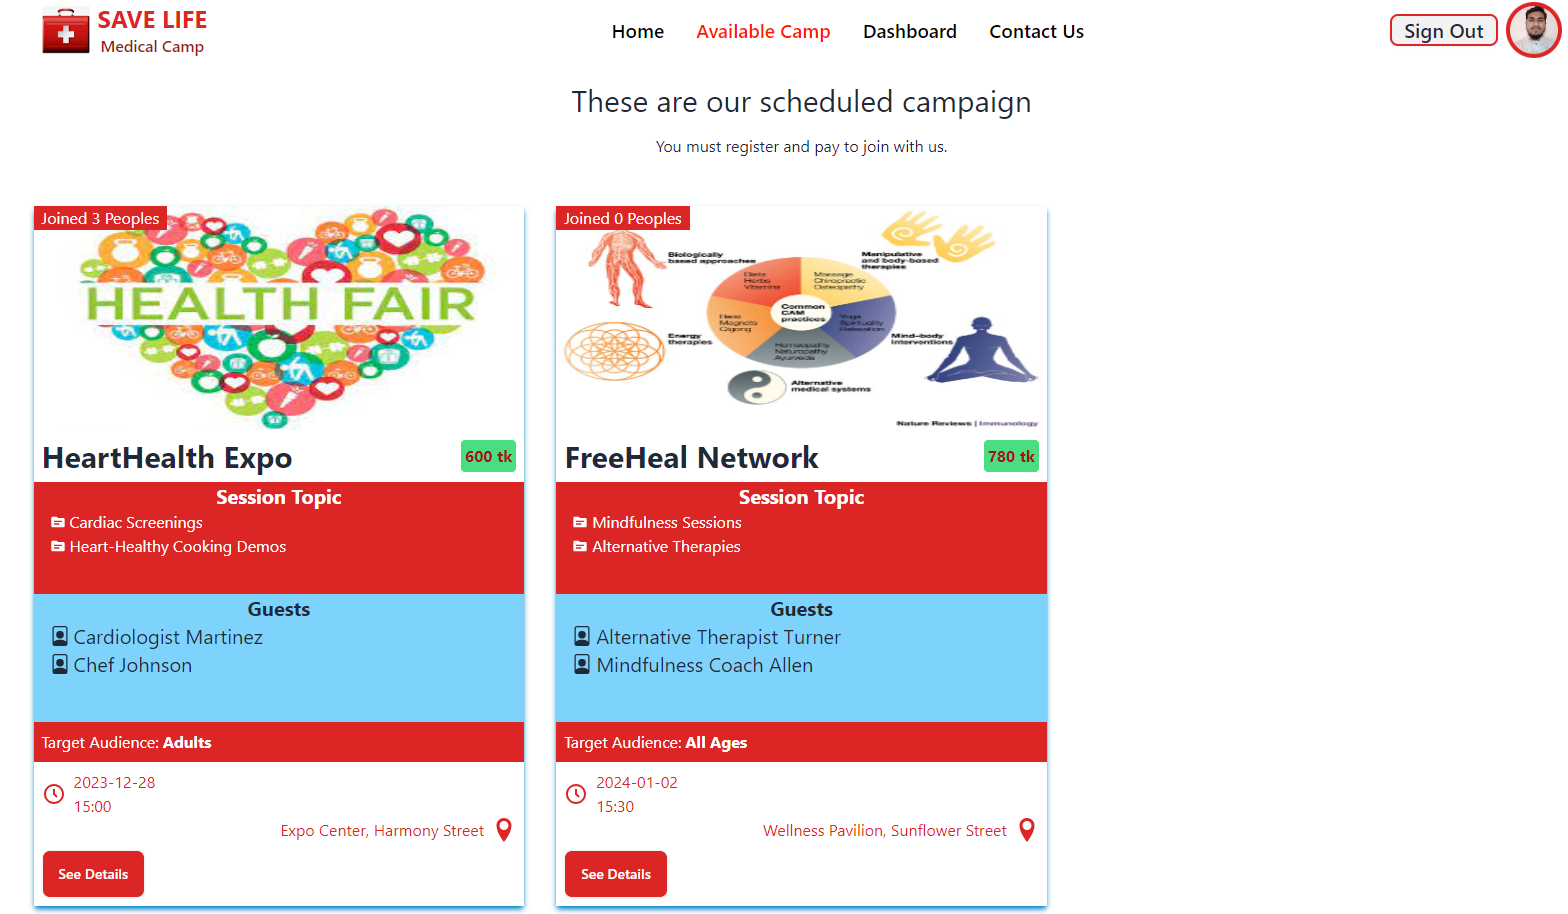 SAVE LIFE
Medical Camp
Home
Available Camp
Dashboard
Contact Us
Sign Out
These are our scheduled campaign
You must register and pay to join with us.
Joined 3 Peoples
HEALTH FAIR
HeartHealth Expo
600 tk
Session Topic
Cardiac Screenings
Heart-Healthy Cooking Demos
Guests
Cardiologist Martinez
Chef Johnson
Target Audience: Adults
2023-12-28
15:00
Expo Center, Harmony Street
See Details
Joined 0 Peoples
Biologically
based approaches
Manipulative
and body-based
therapies
Diets
Herbs
Vitamins
Massage
Chiropractic
Osteopathy
Common
CAM
practices
Reiki
Magnets
Qigong
Yoga
Spirituality
Relaxation
Energy
therapies
Mind-body
interventions
Homeopathy
Naturopathy
Ayurveda
Alternative
medical systems
Nature Reviews | Immunology
FreeHeal Network
780 tk
Session Topic
Mindfulness Sessions
Alternative Therapies
Guests
Alternative Therapist Turner
Mindfulness Coach Allen
Target Audience: All Ages
2024-01-02
15:30
Wellness Pavilion, Sunflower Street
See Details